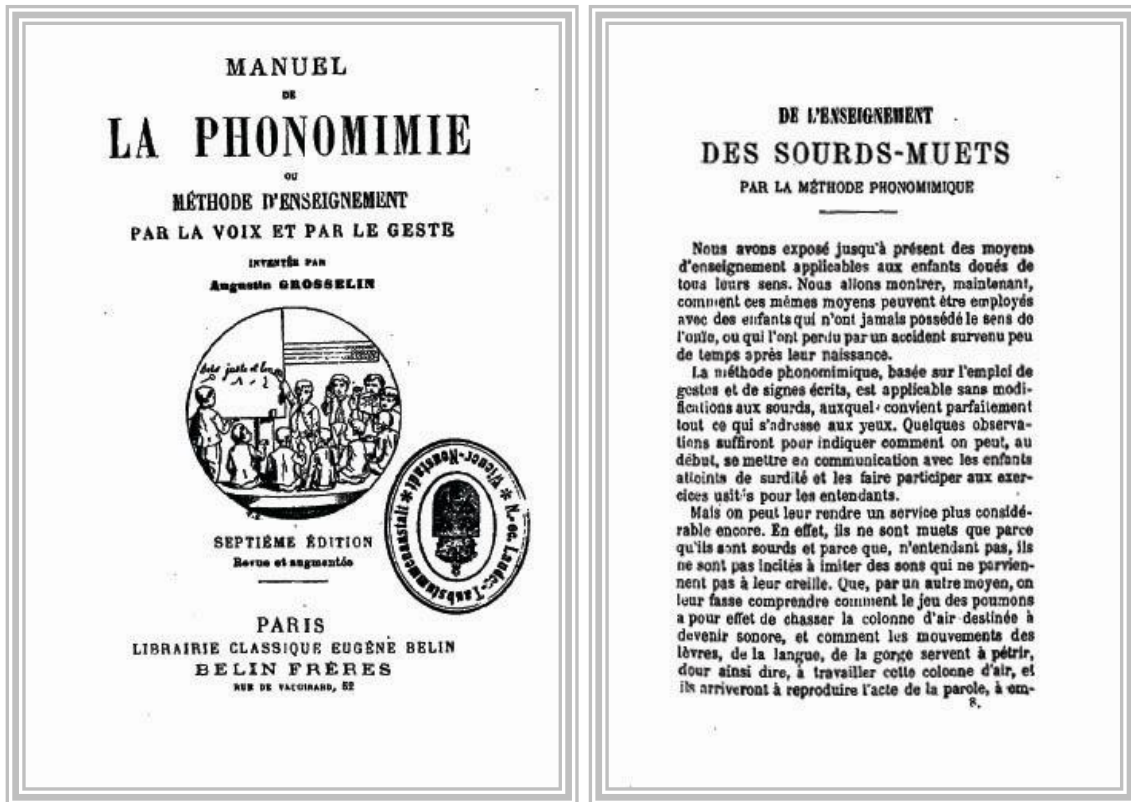 MANUEL
DE
LA PHONOMIMIE
OU
MÉTHODE D'ENSEIGNEMENT
PAR LA VOIX ET PAR LE GESTE
INVENTÉE PAR
Augustin GROSSELIN
SEPTIÈME ÉDITION
Revue et augmentée
N.-oe. Landes-Taubstummenanstalt * Wiener-Neustadt *
PARIS
LIBRAIRIE CLASSIQUE EUGÈNE BELIN
BELIN FRÈRES
RUE DE VAUGIRARD, 52
DE L'ENSEIGNEMENT
DES SOURDS-MUETS
PAR LA MÉTHODE PHONOMIMIQUE
Nous avons exposé jusqu'à présent des moyens
d'enseignement applicables aux enfants doués de
tous leurs sens. Nous allons montrer, maintenant,
comment ces mêmes moyens peuvent être employés
avec des enfants qui n'ont jamais possédé le sens de
l'ouïe, ou qui l'ont perdu par un accident survenu peu
de temps après leur naissance.
La méthode phonomimique, basée sur l'emploi de
gestes et de signes écrits, est applicable sans modi-
fications aux sourds, auxquels convient parfaitement
tout ce qui s'adresse aux yeux. Quelques observa-
tions suffiront pour indiquer comment on peut, au
début, se mettre en communication avec les enfants
atteints de surdité et les faire participer aux exer-
cices usités pour les entendants.
Mais on peut leur rendre un service plus considé-
rable encore. En effet, ils ne sont muets que parce
qu'ils sont sourds et parce que, n'entendant pas, ils
ne sont pas incités à imiter des sons qui ne parvien-
nent pas à leur oreille. Que, par un autre moyen, on
leur fasse comprendre comment le jeu des poumons
a pour effet de chasser la colonne d'air destinée à
devenir sonore, et comment les mouvements des
lèvres, de la langue, de la gorge servent à pétrir,
pour ainsi dire, à travailler cette colonne d'air, et
ils arriveront à reproduire l'acte de la parole, à em-
8.